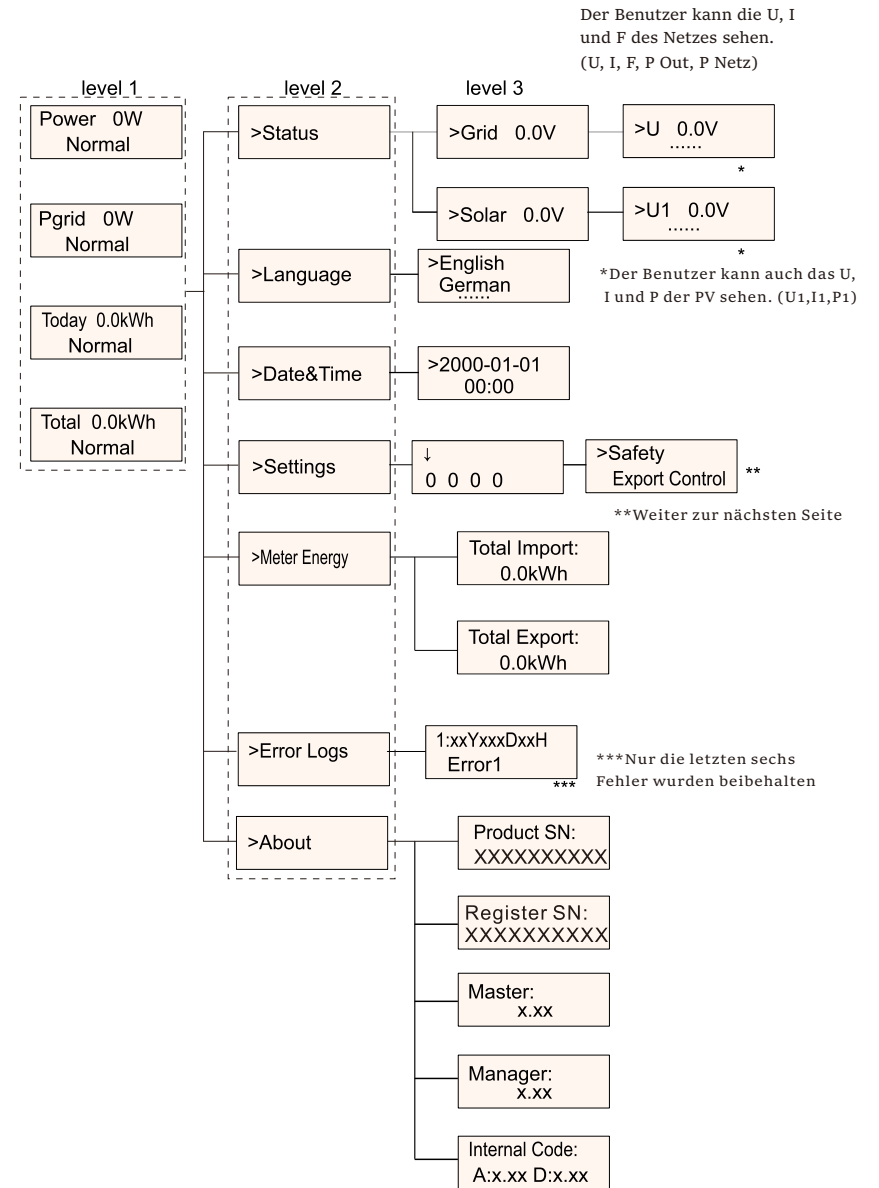 Der Benutzer kann die U, I
und F des Netzes sehen.
(U, I, F, P Out, P Netz)
level 1
level 2
level 3
Power 0W
Normal
Pgrid 0W
Normal
Today 0.0kWh
Normal
Total 0.0kWh
Normal
>Status
>Grid 0.0V
>U 0.0V
......
*
>Solar 0.0V
>U1 0.0V
......
*
*Der Benutzer kann auch das U,
I und P der PV sehen. (U1,I1,P1)
>Language
>English
German
......
>Date&Time
>2000-01-01
00:00
>Settings
↓
0 0 0 0
>Safety
Export Control
**
**Weiter zur nächsten Seite
>Meter Energy
Total Import:
0.0kWh
Total Export:
0.0kWh
>Error Logs
1:xxYxxxDxxH
Error1
***
***Nur die letzten sechs
Fehler wurden beibehalten
>About
Product SN:
XXXXXXXXXX
Register SN:
XXXXXXXXXX
Master:
x.xx
Manager:
x.xx
Internal Code:
A:x.xx D:x.xx